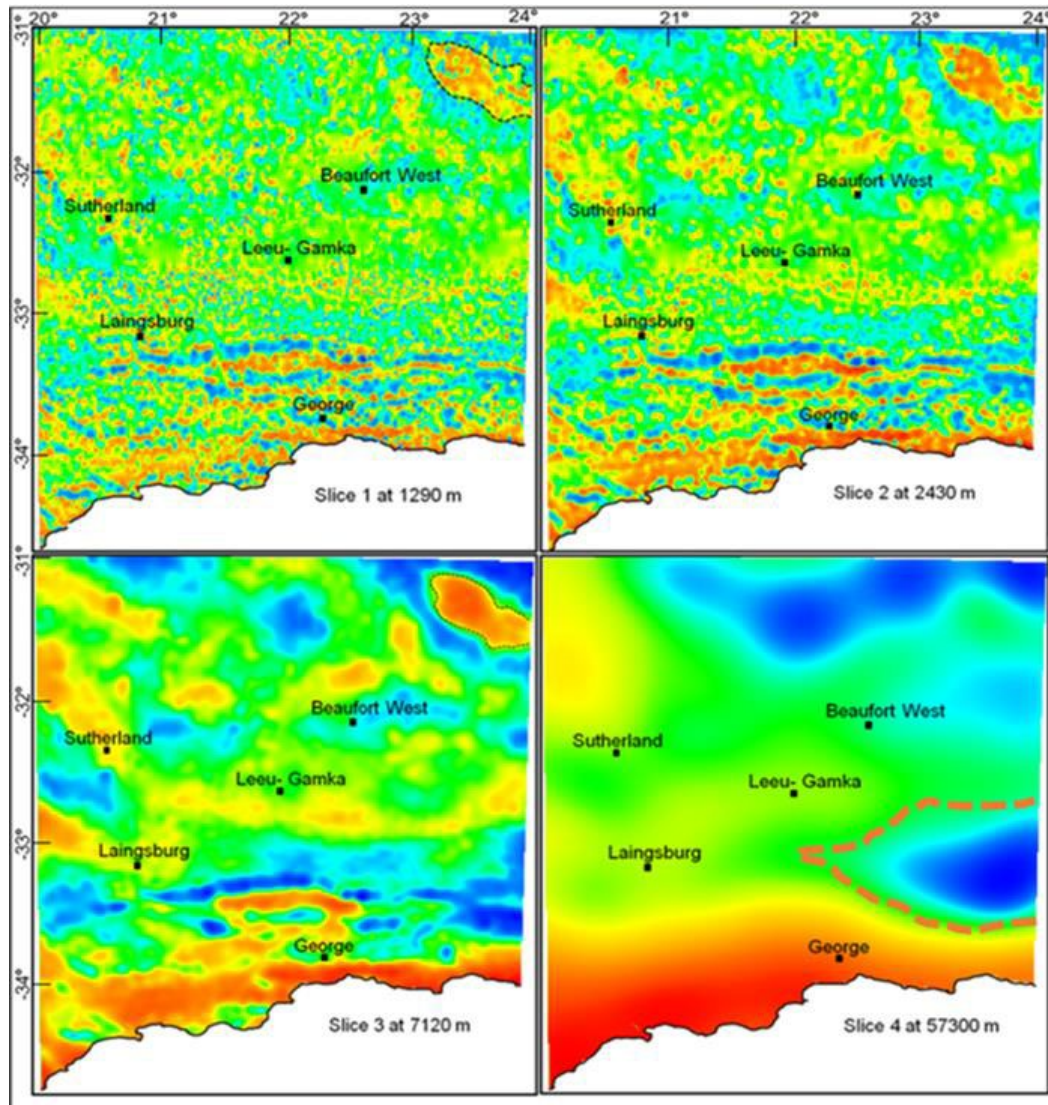 20° 21° 22° 23° 24° 22° 23° 24°
-31°
-32°
-33°
-34°
Beaufort West
Sutherland
Leeu- Gamka
Laingsburg
George
Slice 1 at 1290 m
Beaufort West
Sutherland
Leeu- Gamka
Laingsburg
George
Slice 2 at 2430 m
-31°
-32°
-33°
-34°
Beaufort West
Sutherland
Leeu- Gamka
Laingsburg
George
Slice 3 at 7120 m
Beaufort West
Sutherland
Leeu- Gamka
Laingsburg
George
Slice 4 at 57300 m